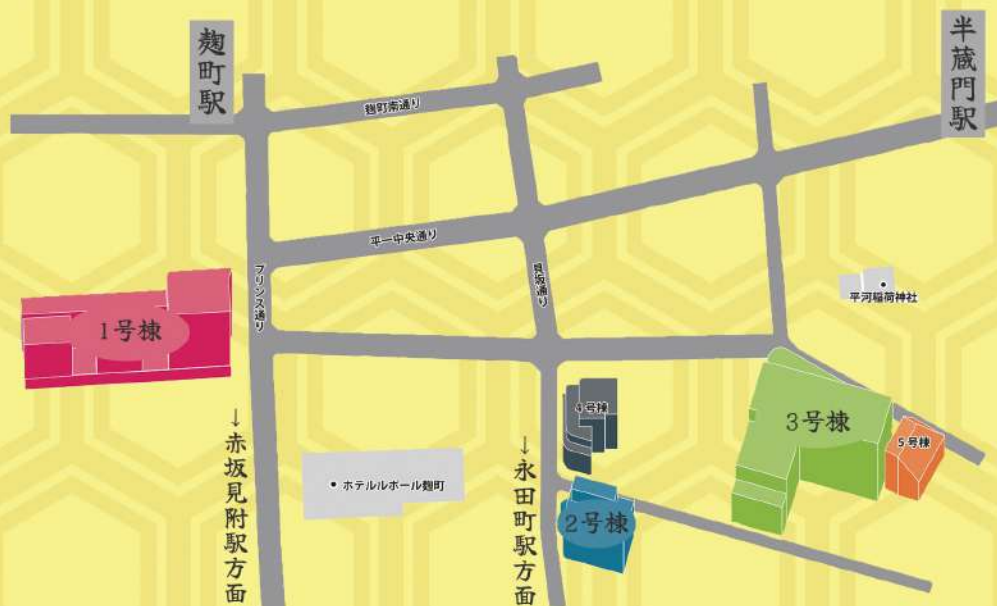 麹町駅
半蔵門駅
麹町南通り
平一中央通り
プリンス通り
貝坂通り
平河稲荷神社
1号棟
4号棟
3号棟
5号棟
2号棟
ホテルルポール麹町
↓赤坂見附駅方面
↓永田町駅方面